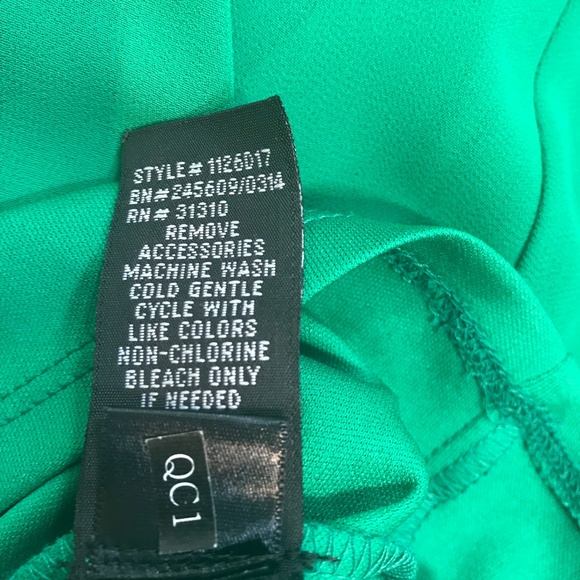 STYLE# 1126D17
BN#245609/0314
RN# 31310
REMOVE
ACCESSORIES
MACHINE WASH
COLD GENTLE
CYCLE WITH
LIKE COLORS
NON-CHLORINE
BLEACH ONLY
IF NEEDED
QC1